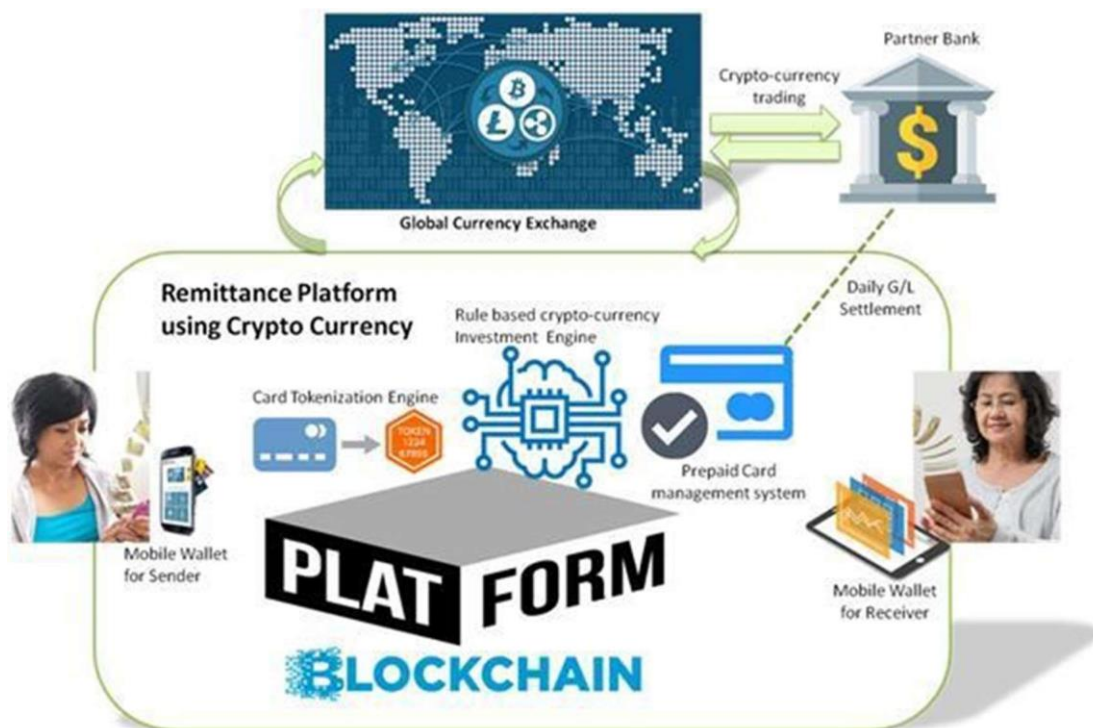 Partner Bank
Crypto-currency
trading
Global Currency Exchange
Remittance Platform
using Crypto Currency
Daily G/L
Settlement
Rule based crypto-currency
Investment Engine
Card Tokenization Engine
TOKEN
1234
67895
Prepaid Card
management system
Mobile Wallet
for Sender
Mobile Wallet
for Receiver
PLAT
FORM
BLOCKCHAIN